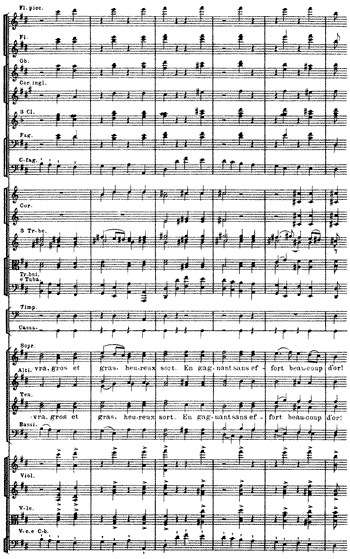 Fl. picc.
Fl.
Ob.
Cor. ingl.
3 Cl.
Fag.
C-fag.
Cor.
3 Tr-be.
Tr-bni.
e Tuba.
Timp.
Cassa.
Sopr.
-vra, gros et gras, heu-reux sort. En gag-nant sans ef - fort beau-coup d'or!
Alti.
Ten.
-vra, gros et gras, heu-reux sort. En gag-nant sans ef - fort beau-coup d'or!
Bassi.
Viol.
V-le.
V-c. e C-b.